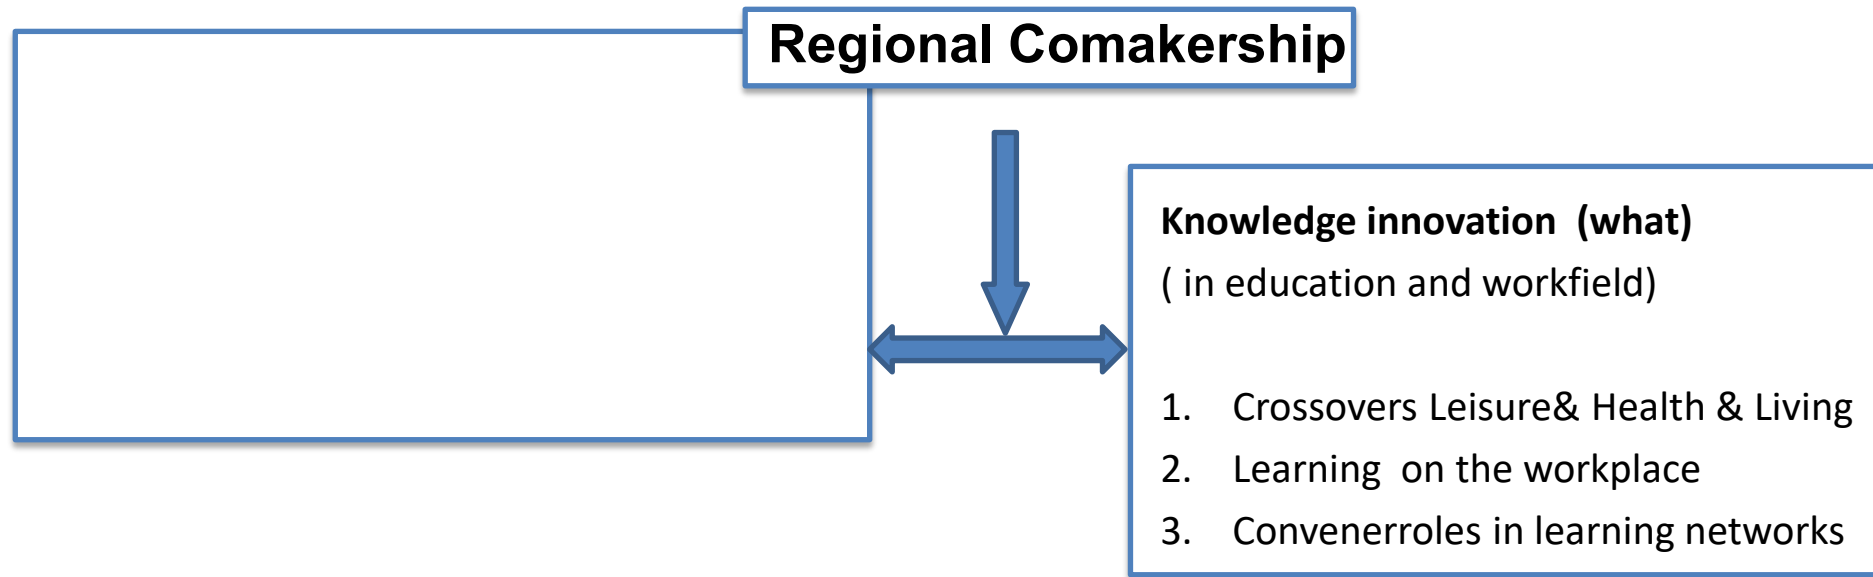 Regional Comakership
Knowledge innovation  (what)
( in education and workfield)
1. Crossovers Leisure& Health & Living
2. Learning  on the workplace
3. Convenerroles in learning networks